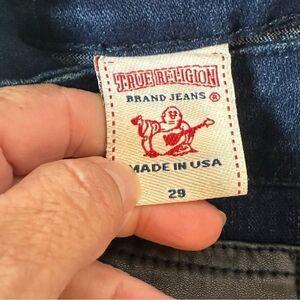 TRUE RELIGION
BRAND JEANS ®
MADE IN USA
29